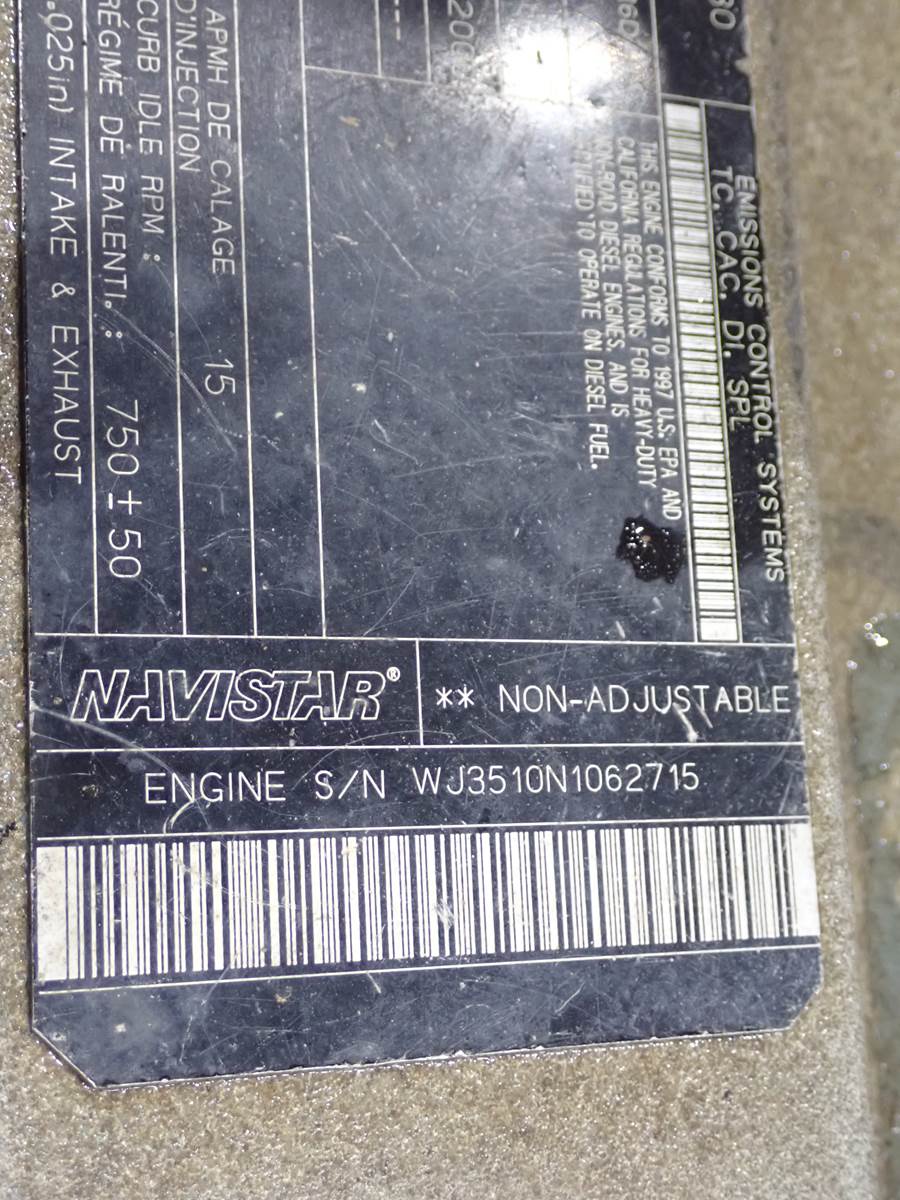 80
EMISSIONS CONTROL SYSTEMS
TC. CAC. DI. SPL
THIS ENGINE CONFORMS TO 1997 U.S. EPA AND
CALIFORNIA REGULATIONS FOR HEAVY-DUTY
NON-ROAD DIESEL ENGINES, AND IS
CERTIFIED TO OPERATE ON DIESEL FUEL.
200
---
APMH DE CALAGE 15
D'INJECTION
CURB IDLE RPM :
RÉGIME DE RALENTI. : 750±50
.025in) INTAKE & EXHAUST
NAVISTAR®
** NON-ADJUSTABLE
ENGINE S/N WJ3510N1062715